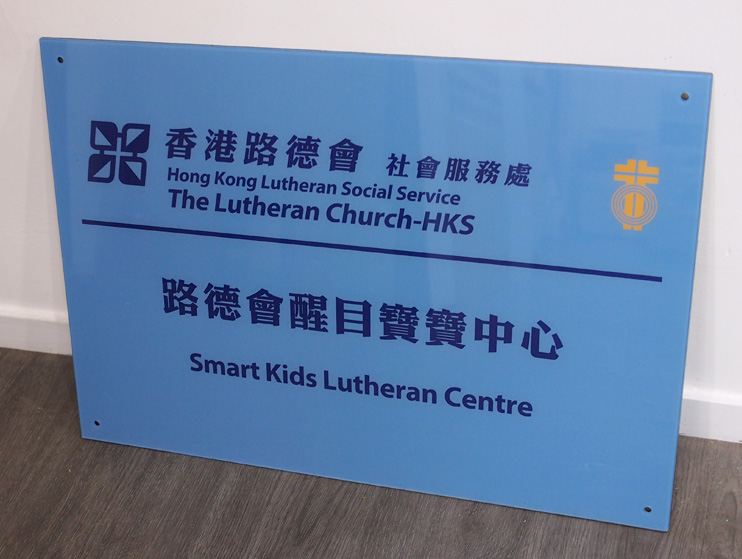 香港路德會 社會服務處
Hong Kong Lutheran Social Service
The Lutheran Church-HKS
路德會醒目寶寶中心
Smart Kids Lutheran Centre